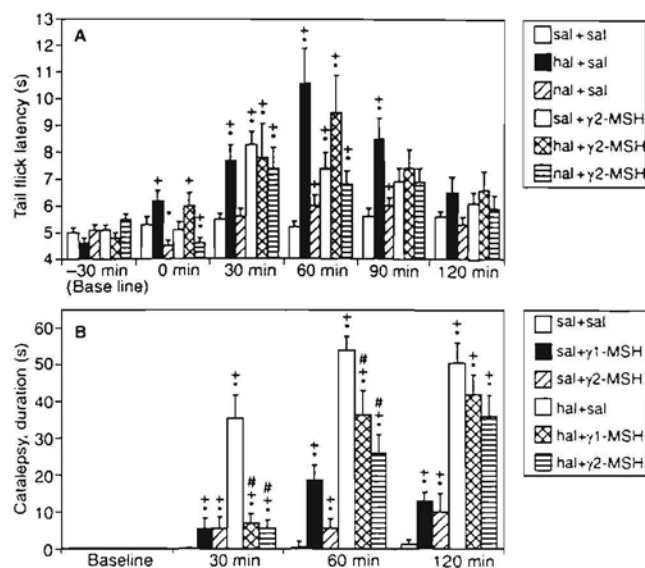 A
Tail flick latency (s)
13
12
11
10
9
8
7
6
5
4
−30 min 0 min 30 min 60 min 90 min 120 min
(Base line)
sal+sal
hal+sal
nal+sal
sal+γ2-MSH
hal+γ2-MSH
nal+γ2-MSH
B
Catalepsy, duration (s)
60
50
40
30
20
10
0
Baseline 30 min 60 min 120 min
sal+sal
sal+γ1-MSH
sal+γ2-MSH
hal+sal
hal+γ1-MSH
hal+γ2-MSH